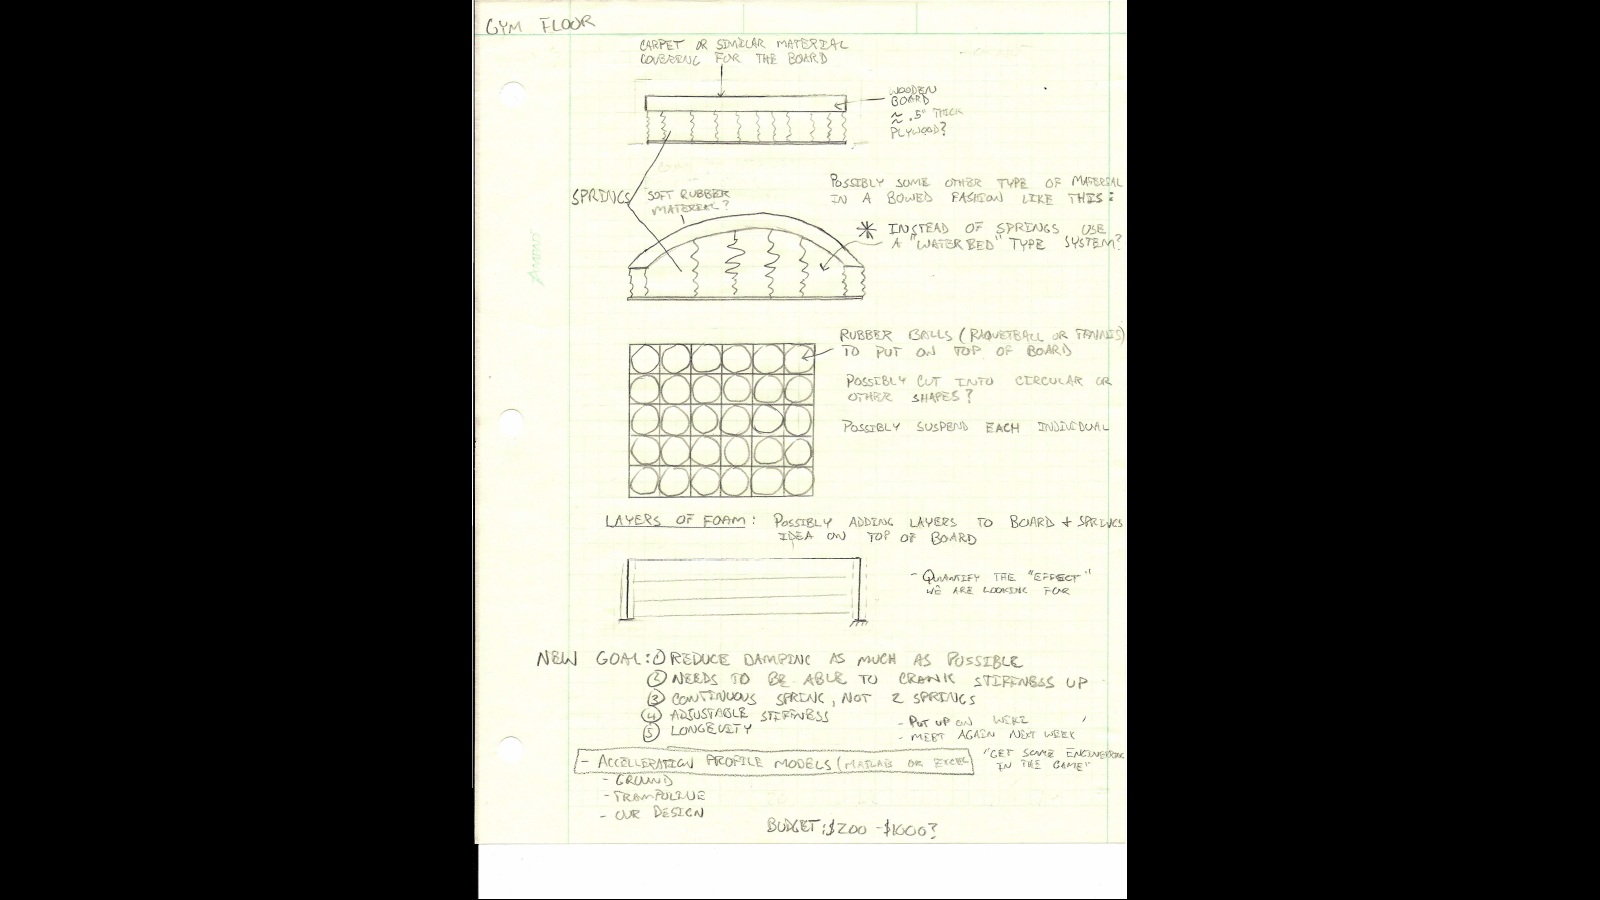 GYM FLOOR
CARPET OR SIMILAR MATERIAL
COVERING FOR THE BOARD
WOODEN
BOARD
≈ .5" THICK
PLYWOOD?
SPRINGS
SOFT RUBBER
MATERIAL?
POSSIBLY SOME OTHER TYPE OF MATERIAL
IN A BOWED FASHION LIKE THIS:
* INSTEAD OF SPRINGS USE
A "WATER BED" TYPE SYSTEM?
RUBBER BALLS (RAQUETBALL OR TENNIS)
TO PUT ON TOP OF BOARD
POSSIBLY CUT INTO CIRCULAR OR
OTHER SHAPES?
POSSIBLY SUSPEND EACH INDIVIDUAL
LAYERS OF FOAM: POSSIBLY ADDING LAYERS TO BOARD + SPRINGS
IDEA ON TOP OF BOARD
- QUANTIFY THE "EFFECT"
WE ARE LOOKING FOR
NEW GOAL: ① REDUCE DAMPING AS MUCH AS POSSIBLE
② NEEDS TO BE ABLE TO CRANK STIFFNESS UP
③ CONTINUOUS SPRING, NOT 2 SPRINGS
④ ADJUSTABLE STIFFNESS
⑤ LONGEVITY
- PUT UP ON WIKI
- MEET AGAIN NEXT WEEK
"GET SOME ENGINEERING
IN THE GAME"
- ACCELLERATION PROFILE MODELS (MATLAB OR EXCEL
- GROUND
- TRAMPOLINE
- OUR DESIGN
BUDGET: $200 - $1000?